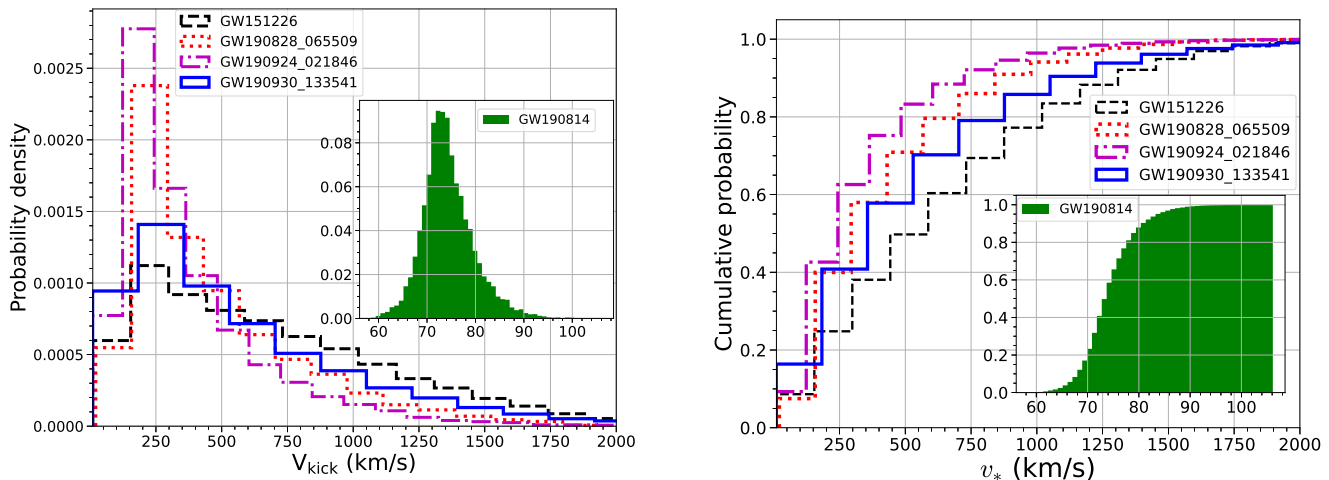 Probability density
0.0025
0.0020
0.0015
0.0010
0.0005
0.0000
GW151226
GW190828_065509
GW190924_021846
GW190930_133541
GW190814
0.08
0.06
0.04
0.02
0.00
60 70 80 90 100
250 500 750 1000 1250 1500 1750 2000
V_kick (km/s)
Cumulative probability
1.0
0.8
0.6
0.4
0.2
0.0
GW151226
GW190828_065509
GW190924_021846
GW190930_133541
GW190814
1.0
0.8
0.6
0.4
0.2
0.0
60 70 80 90 100
250 500 750 1000 1250 1500 1750 2000
v_* (km/s)